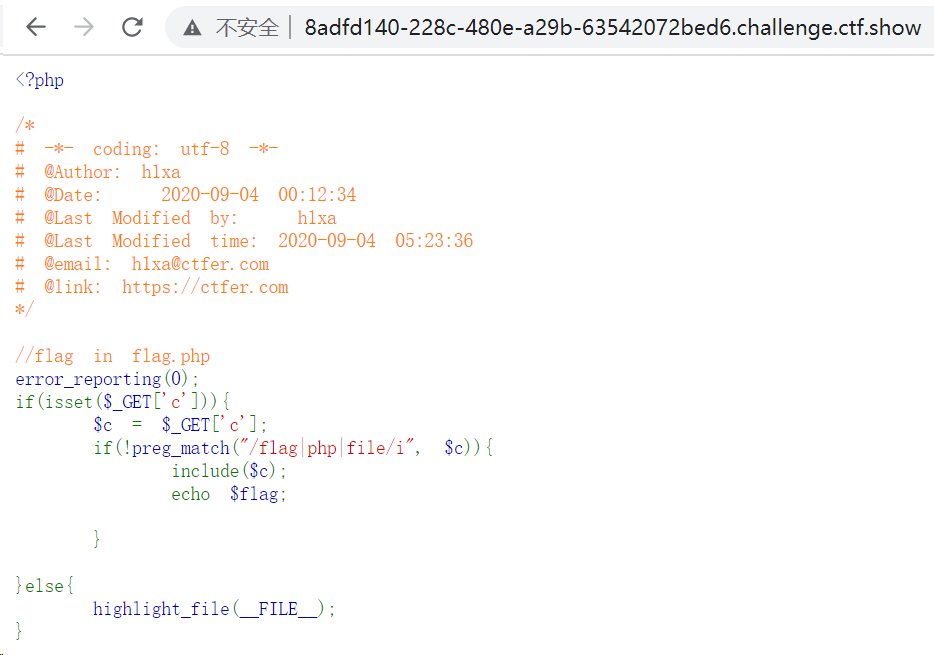 不安全 | 8adfd140-228c-480e-a29b-63542072bed6.challenge.ctf.show
<?php
/*
# -*- coding: utf-8 -*-
# @Author: hlxa
# @Date: 2020-09-04 00:12:34
# @Last Modified by: hlxa
# @Last Modified time: 2020-09-04 05:23:36
# @email: hlxa@ctfer.com
# @link: https://ctfer.com
*/
//flag in flag.php
error_reporting(0);
if(isset($_GET['c'])){
$c = $_GET['c'];
if(!preg_match("/flag|php|file/i", $c)){
include($c);
echo $flag;
}
}else{
highlight_file(__FILE__);
}